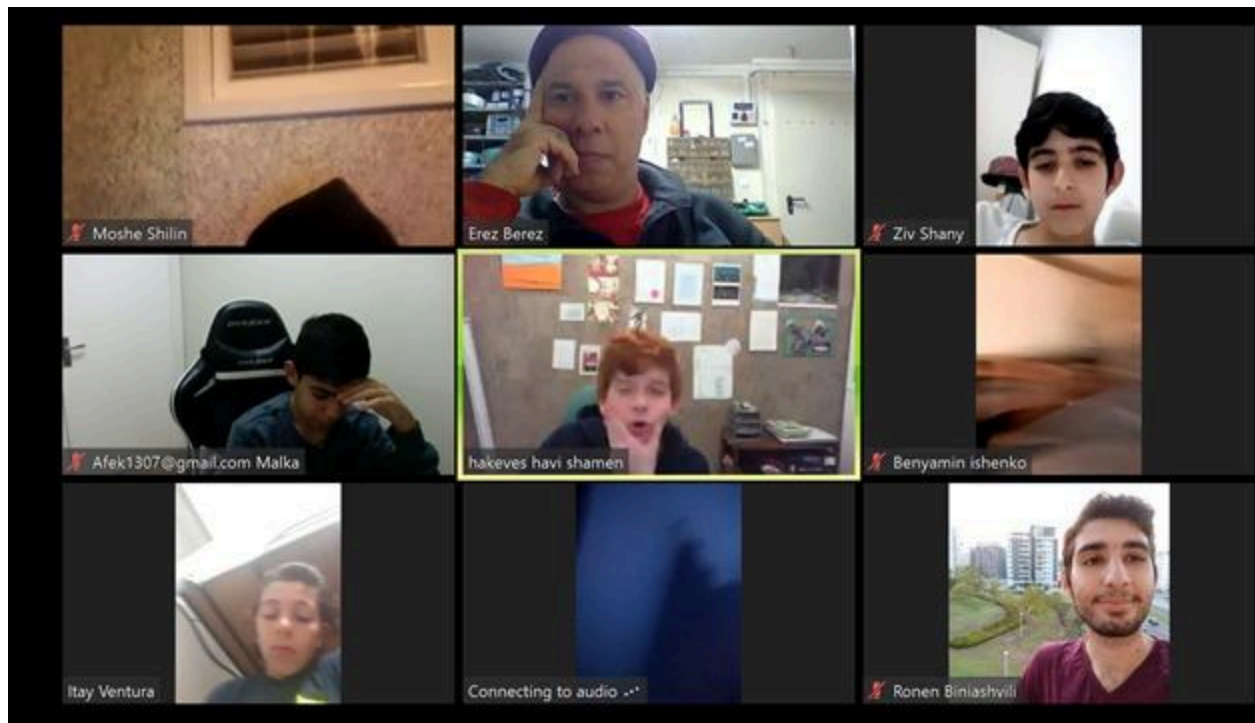 Moshe Shilin
Erez Berez
Ziv Shany
Afek1307@gmail.com Malka
hakeves havi shamen
Benyamin ishenko
Itay Ventura
Connecting to audio
Ronen Biniashvili